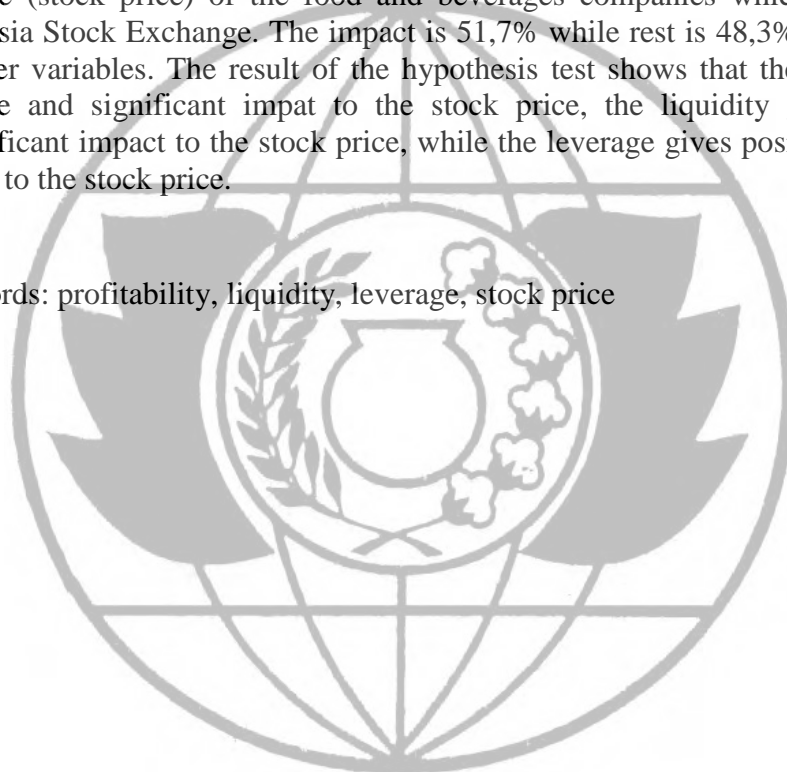 e (stock price) of the food and beverages companies whic
sia Stock Exchange. The impact is 51,7% while rest is 48,3%
er variables. The result of the hypothesis test shows that the
e and significant impat to the stock price, the liquidity
ficant impact to the stock price, while the leverage gives posi
to the stock price.
rds: profitability, liquidity, leverage, stock price